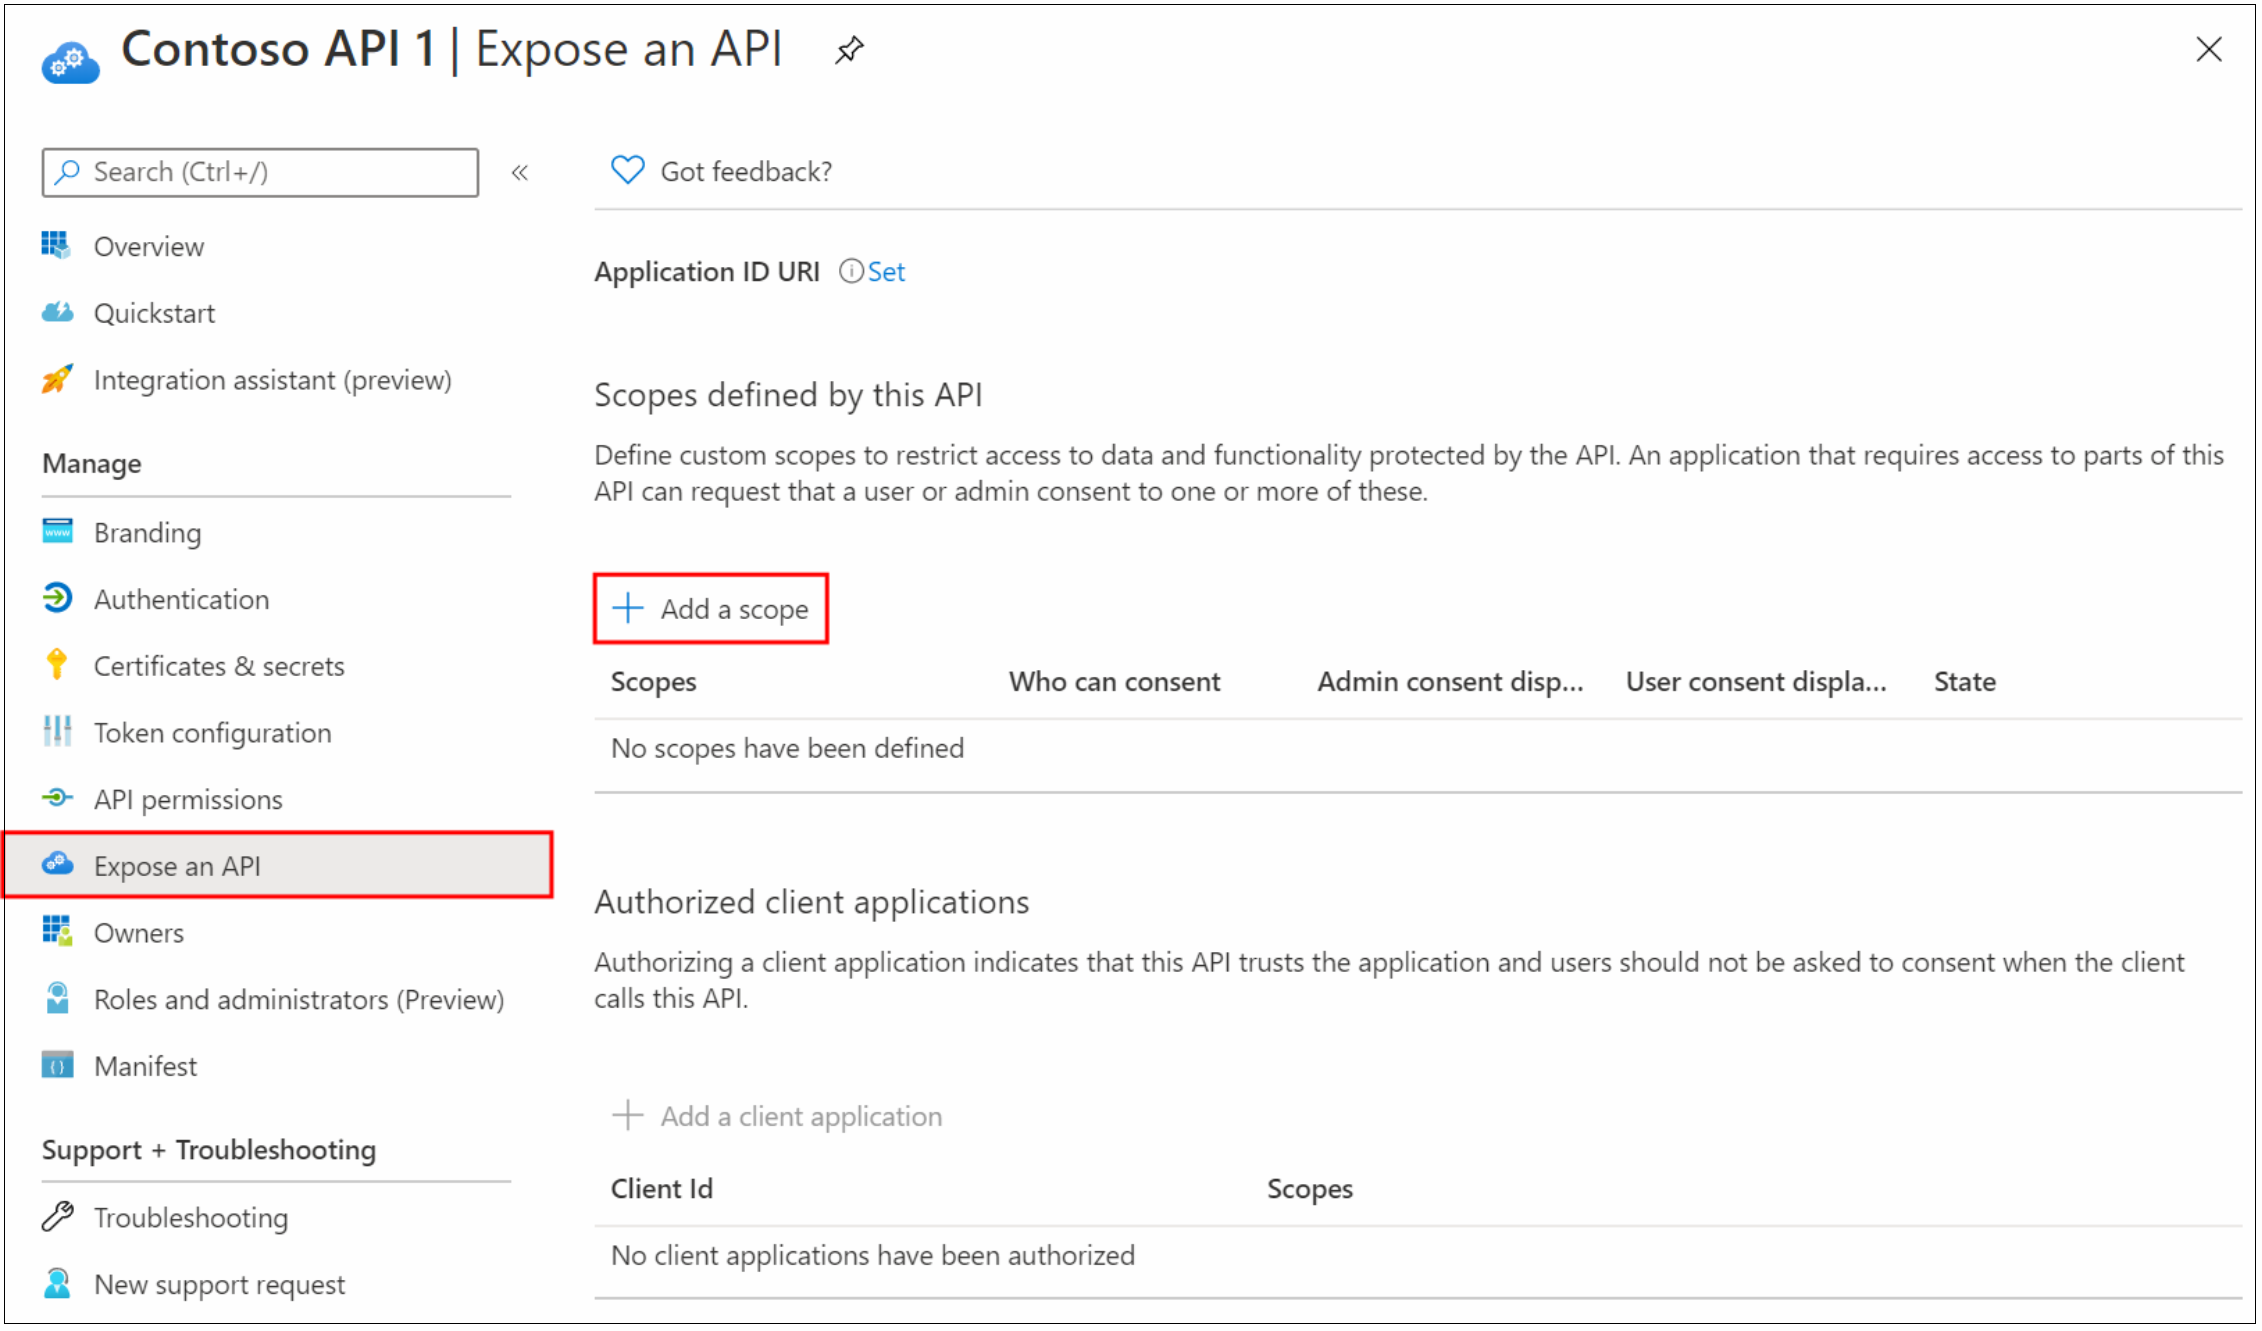 Contoso API 1 | Expose an API
Search (Ctrl+/)
«
Overview
Quickstart
Integration assistant (preview)
Manage
www
Branding
Authentication
Certificates & secrets
Token configuration
API permissions
Expose an API
Owners
Roles and administrators (Preview)
Manifest
Support + Troubleshooting
Troubleshooting
New support request
Got feedback?
Application ID URI Set
Scopes defined by this API
Define custom scopes to restrict access to data and functionality protected by the API. An application that requires access to parts of this
API can request that a user or admin consent to one or more of these.
Add a scope
Scopes Who can consent Admin consent disp... User consent displa... State
No scopes have been defined
Authorized client applications
Authorizing a client application indicates that this API trusts the application and users should not be asked to consent when the client
calls this API.
Add a client application
Client Id Scopes
No client applications have been authorized